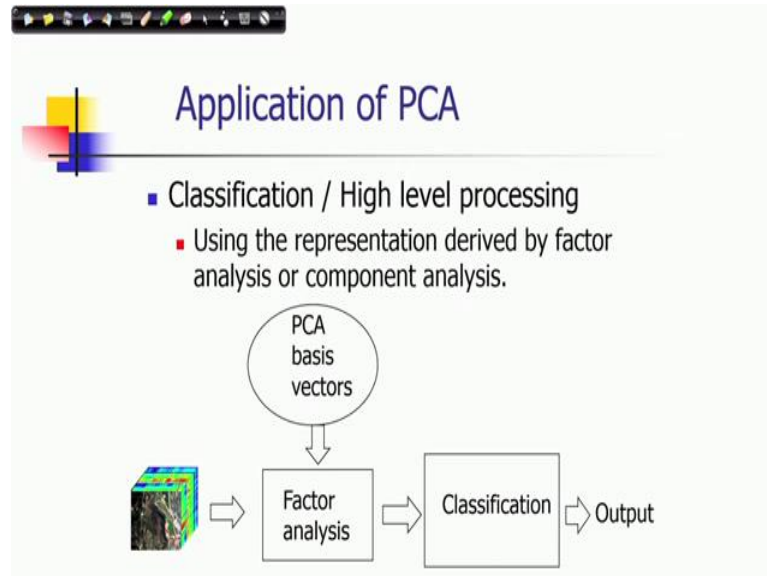 Application of PCA
Classification / High level processing
Using the representation derived by factor
analysis or component analysis.
PCA
basis
vectors
Factor
analysis
Classification
Output